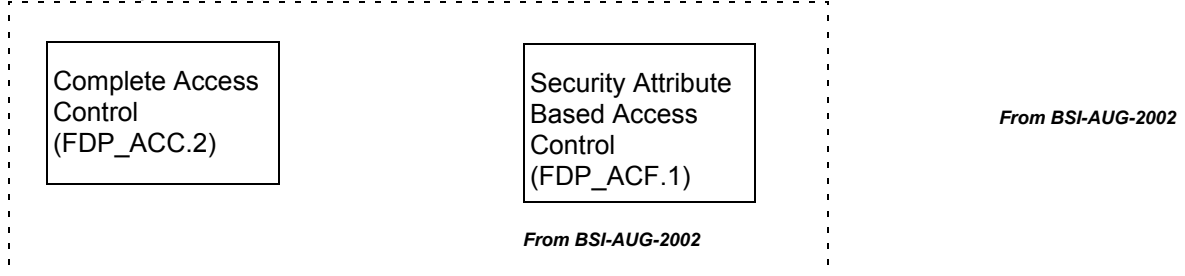 Complete Access
Control
(FDP_ACC.2)
Security Attribute
Based Access
Control
(FDP_ACF.1)
From BSI-AUG-2002
From BSI-AUG-2002